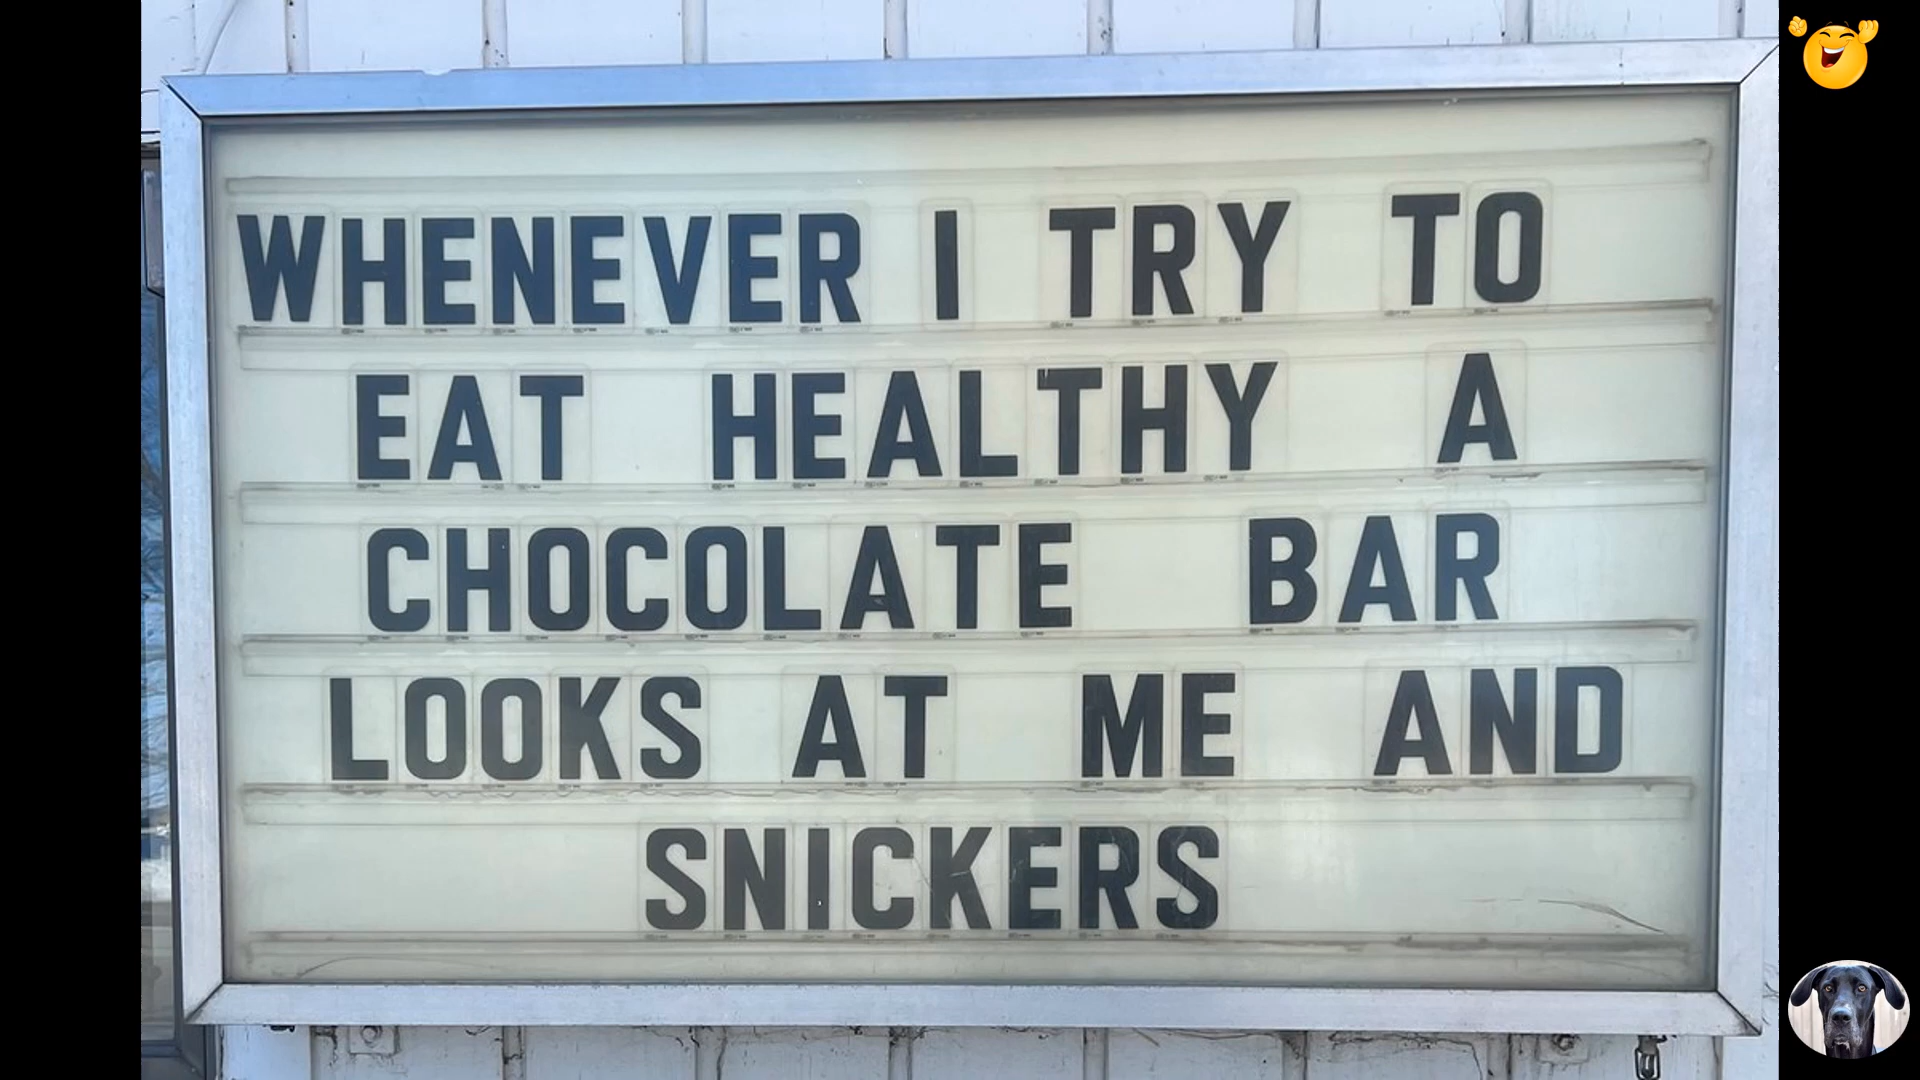 WHENEVER I TRY TO
EAT HEALTHY A
CHOCOLATE BAR
LOOKS AT ME AND
SNICKERS